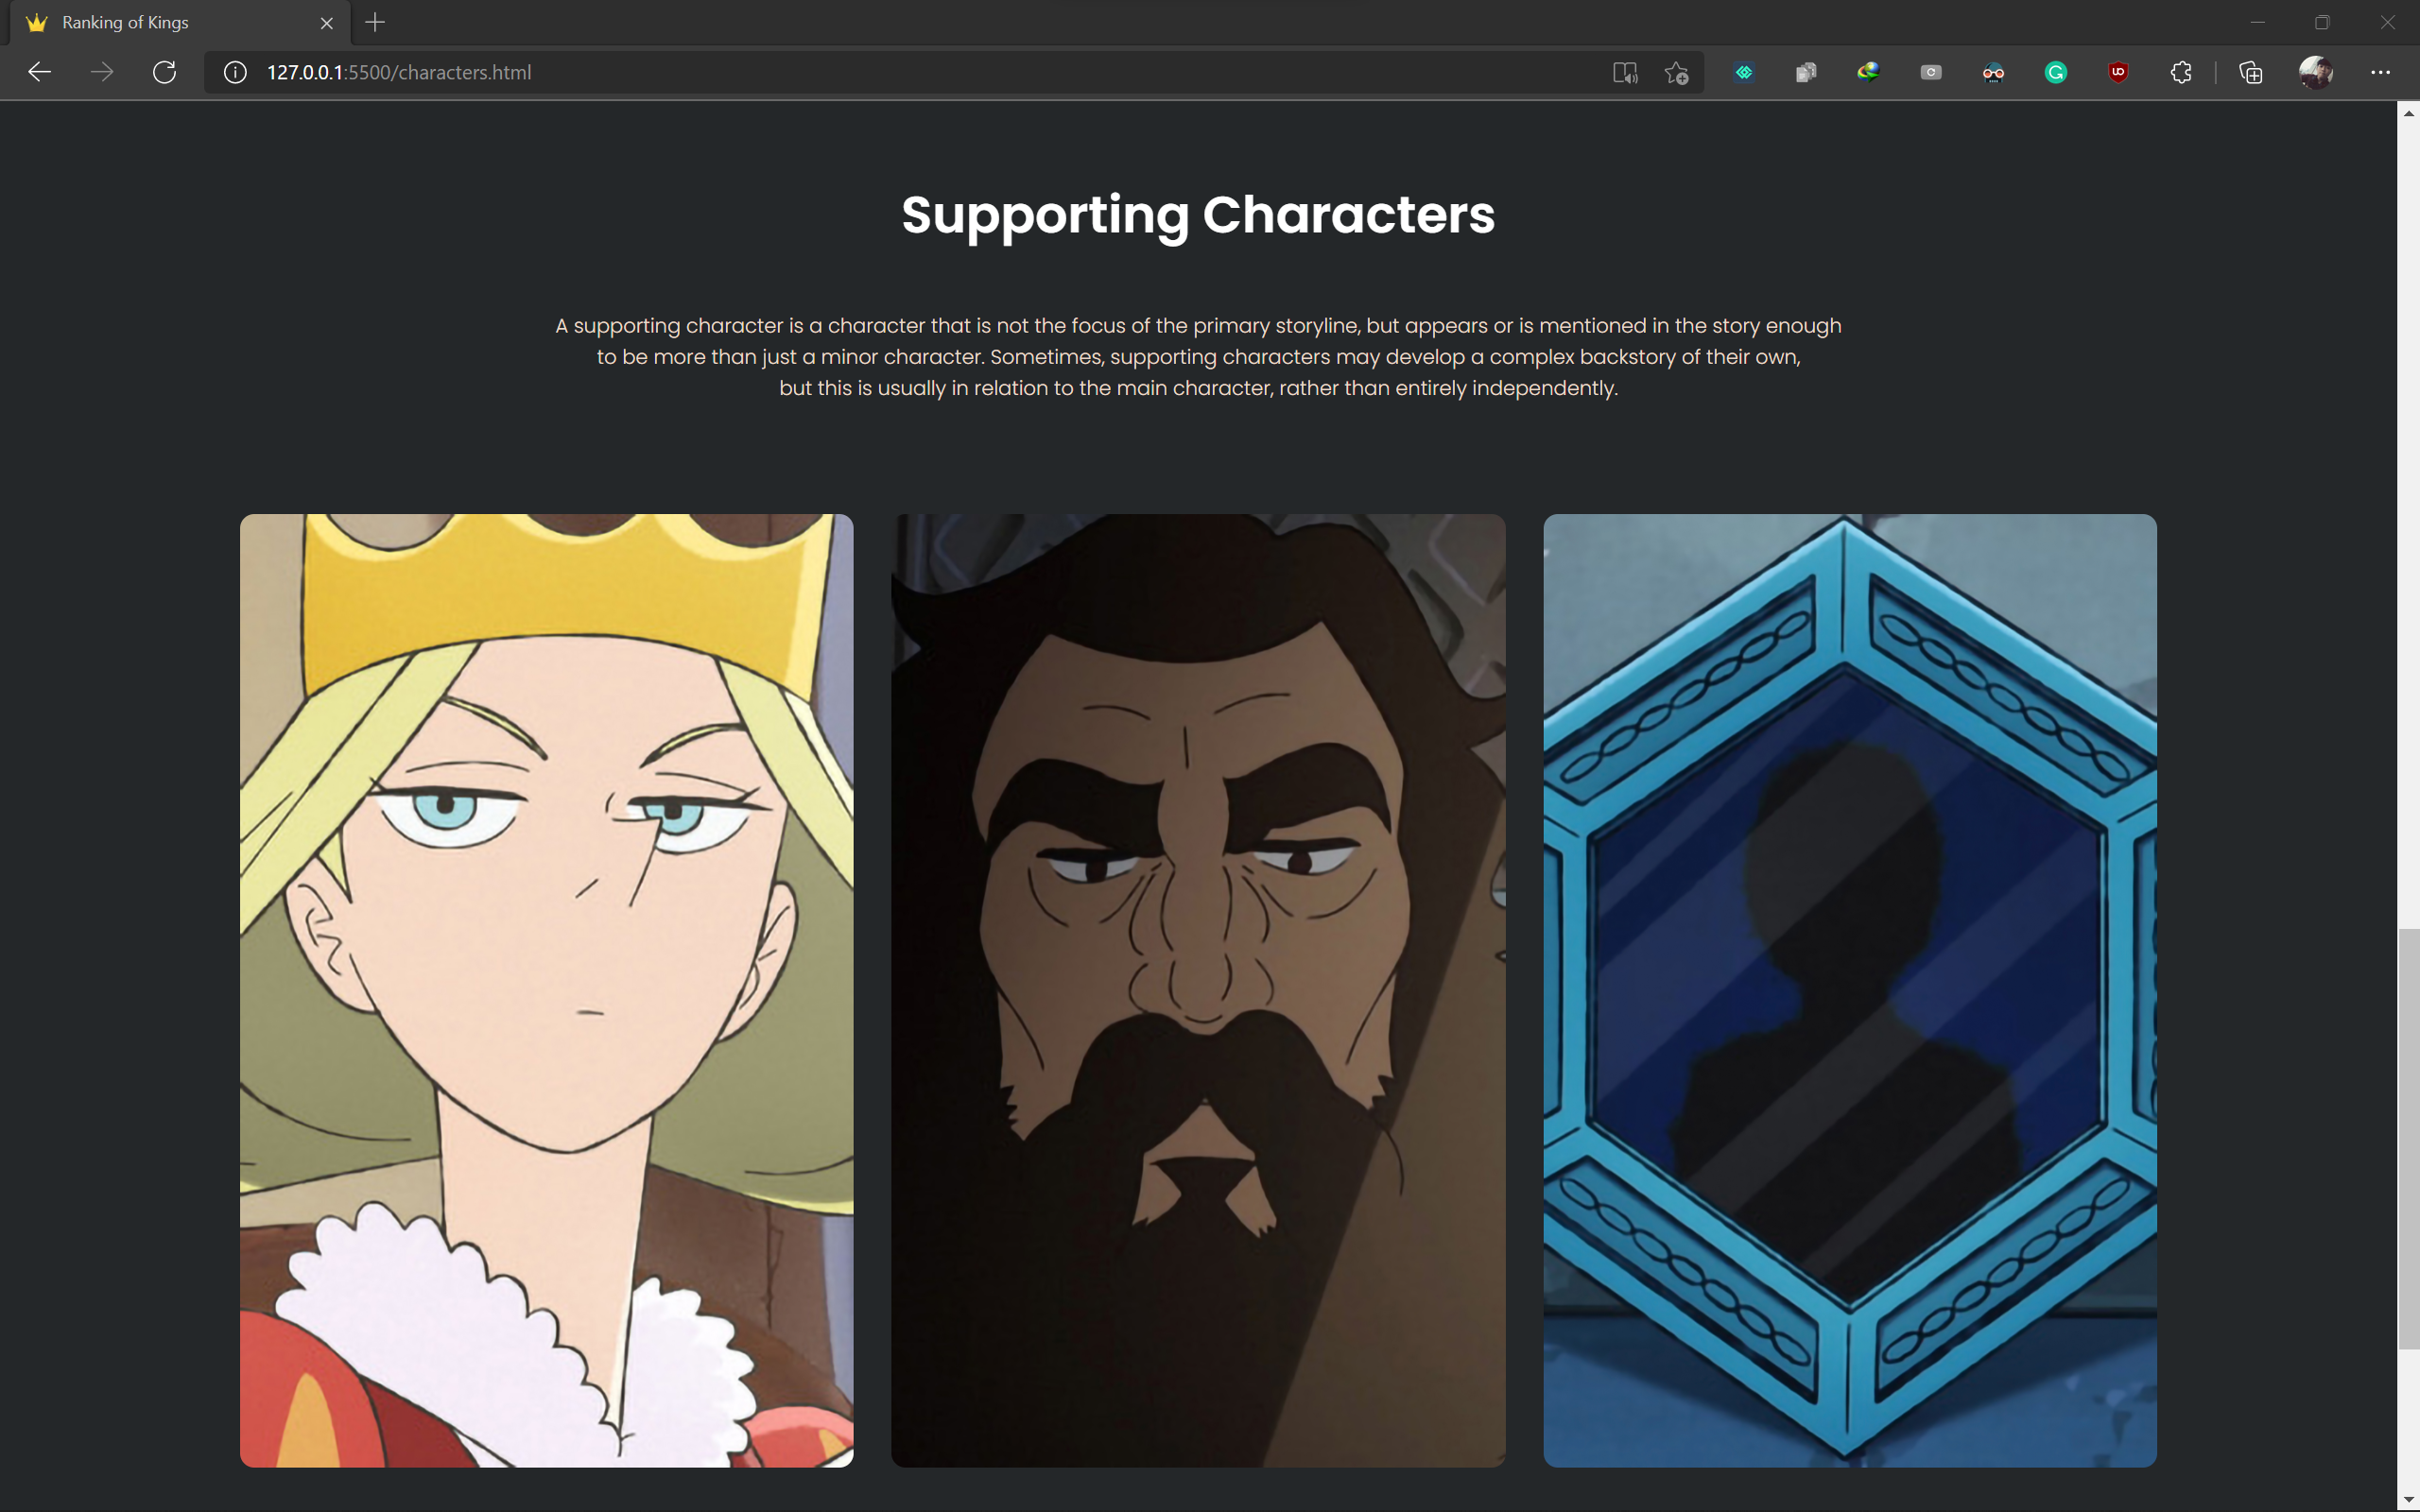 Ranking of Kings
127.0.0.1:5500/characters.html
Supporting Characters
A supporting character is a character that is not the focus of the primary storyline, but appears or is mentioned in the story enough
to be more than just a minor character. Sometimes, supporting characters may develop a complex backstory of their own,
but this is usually in relation to the main character, rather than entirely independently.